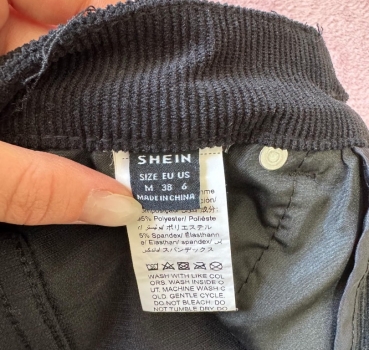 SHEIN
SIZE EU US
M 38 6
MADE IN CHINA
95% Polyester/ Polièste
ポリエステル
5% Spandex/ Elasthann
e/ Elasthan/ spandex
スパンデックス
WASH WITH LIKE COL
ORS. WASH INSIDE O
UT. MACHINE WASH C
OLD. GENTLE CYCLE.
DO NOT BLEACH. DO
NOT TUMBLE DRY. DO